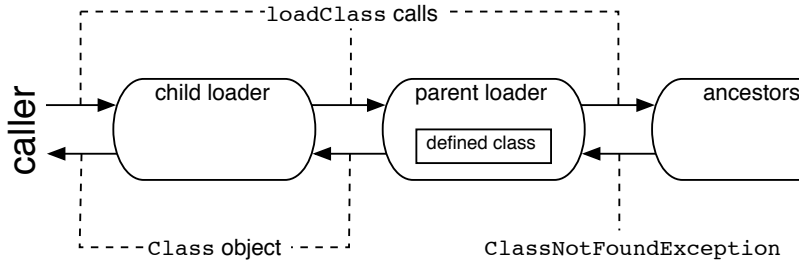 loadClass calls
caller
child loader
parent loader
ancestors
defined class
Class object
ClassNotFoundException